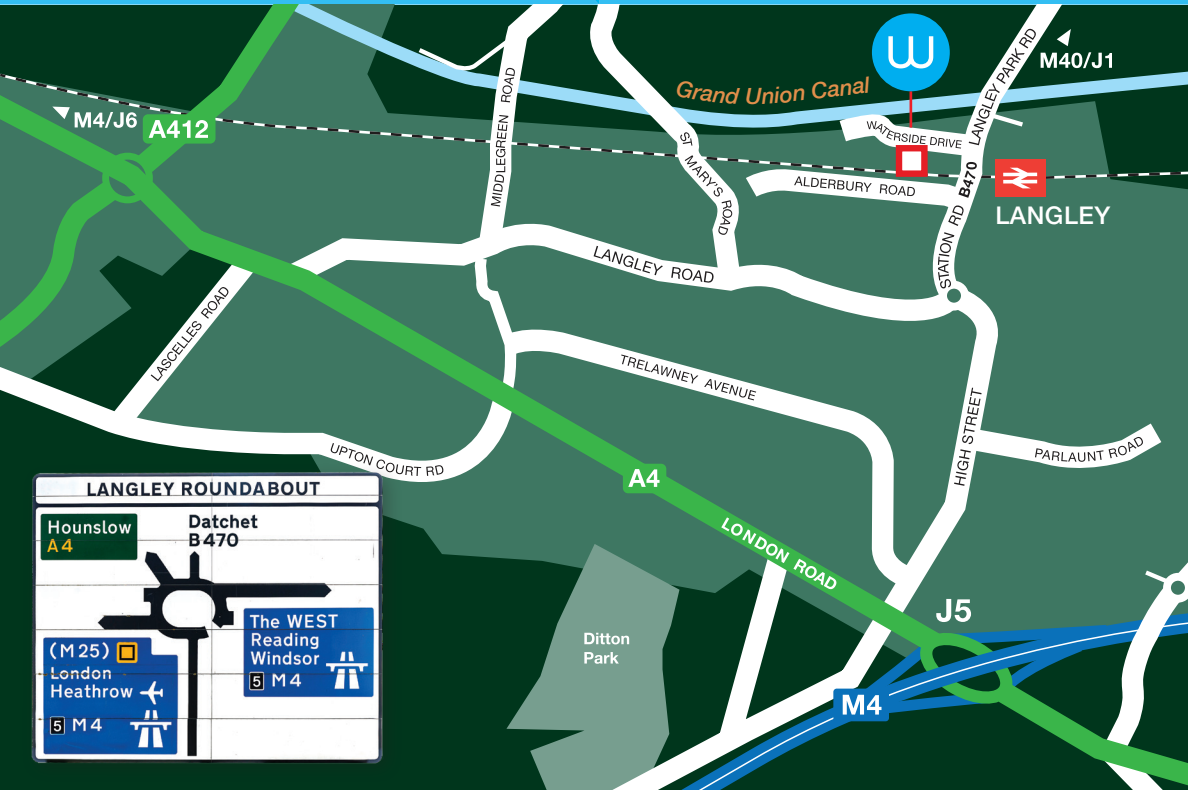 M40/J1
LANGLEY PARK RD
MIDDLEGREEN ROAD
Grand Union Canal
M4/J6
A412
WATERSIDE DRIVE
ST MARY'S ROAD
B470
ALDERBURY ROAD
LANGLEY
STATION RD
LANGLEY ROAD
LASCELLES ROAD
TRELAWNEY AVENUE
HIGH STREET
PARLAUNT ROAD
UPTON COURT RD
A4
LONDON ROAD
J5
Ditton
Park
M4
LANGLEY ROUNDABOUT
Hounslow
A4
Datchet
B470
The WEST
Reading
Windsor
5 M4
(M25)
London
Heathrow
5 M4